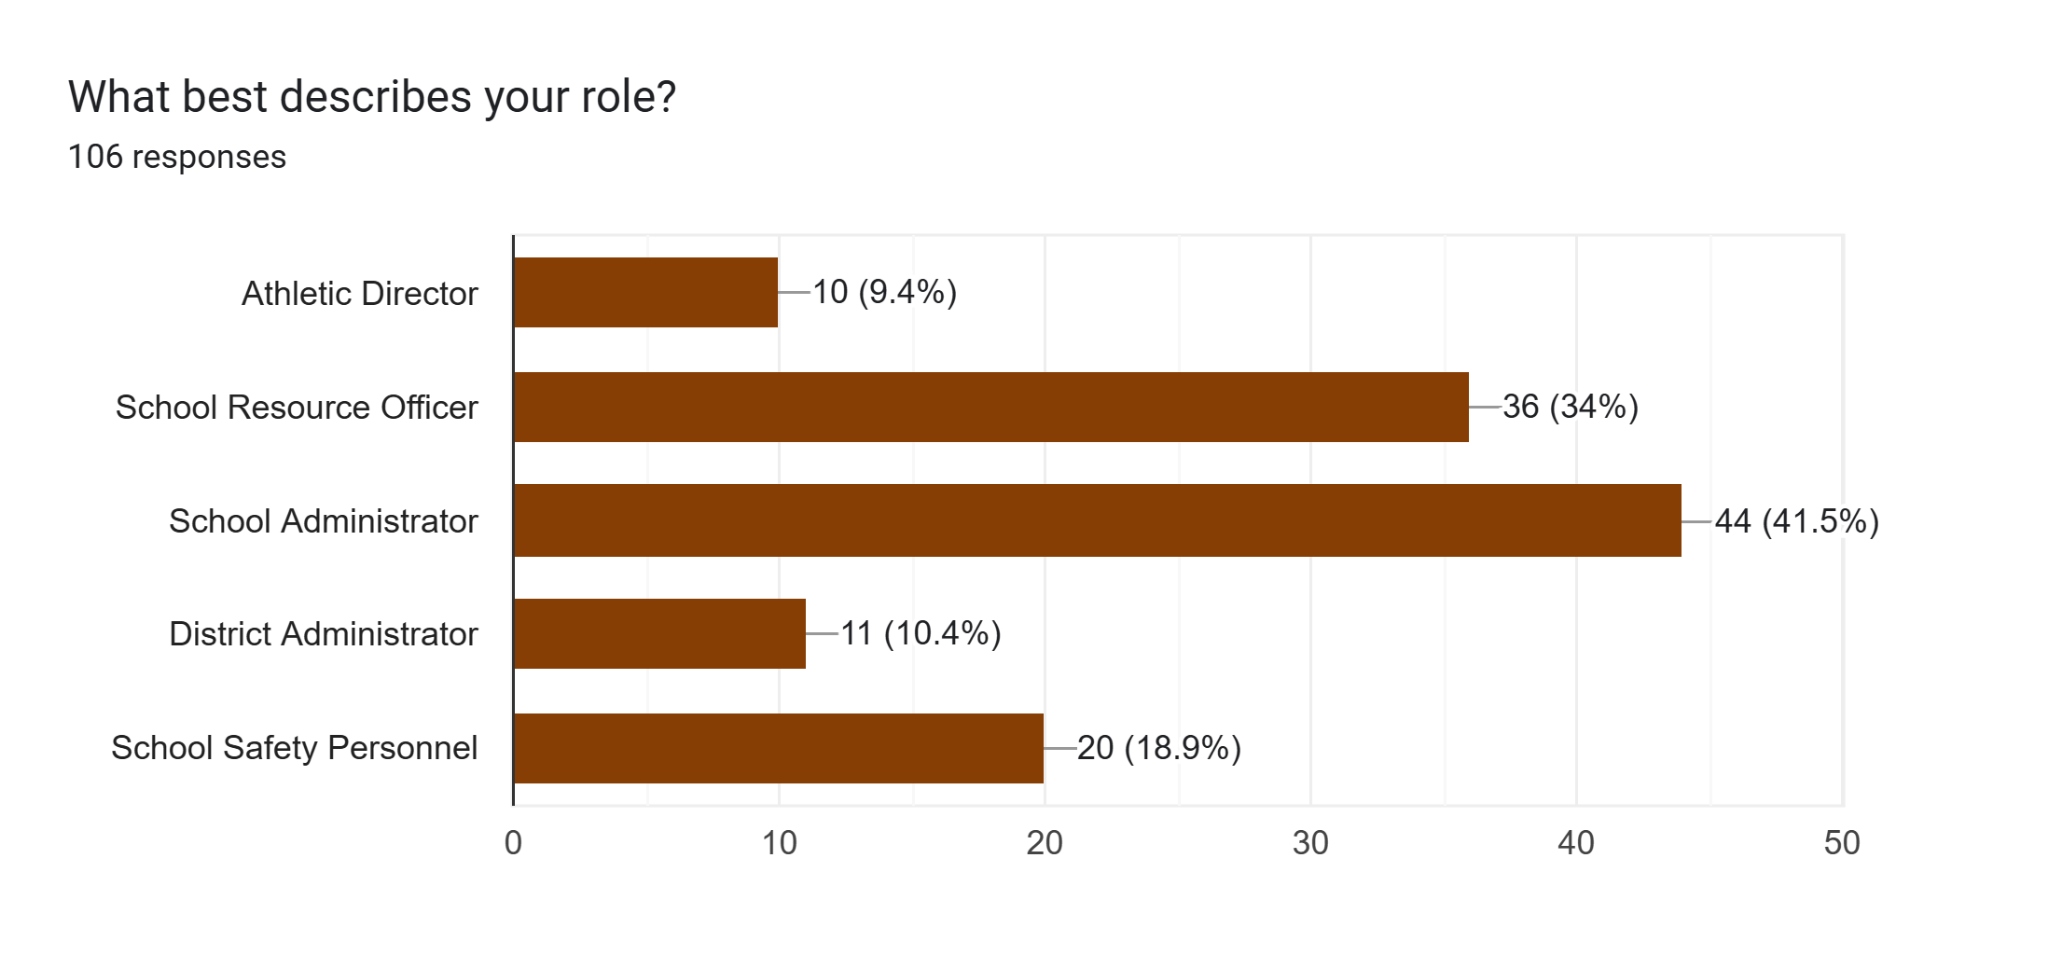 What best describes your role?
106 responses
Athletic Director 10 (9.4%)
School Resource Officer 36 (34%)
School Administrator 44 (41.5%)
District Administrator 11 (10.4%)
School Safety Personnel 20 (18.9%)
0 10 20 30 40 50